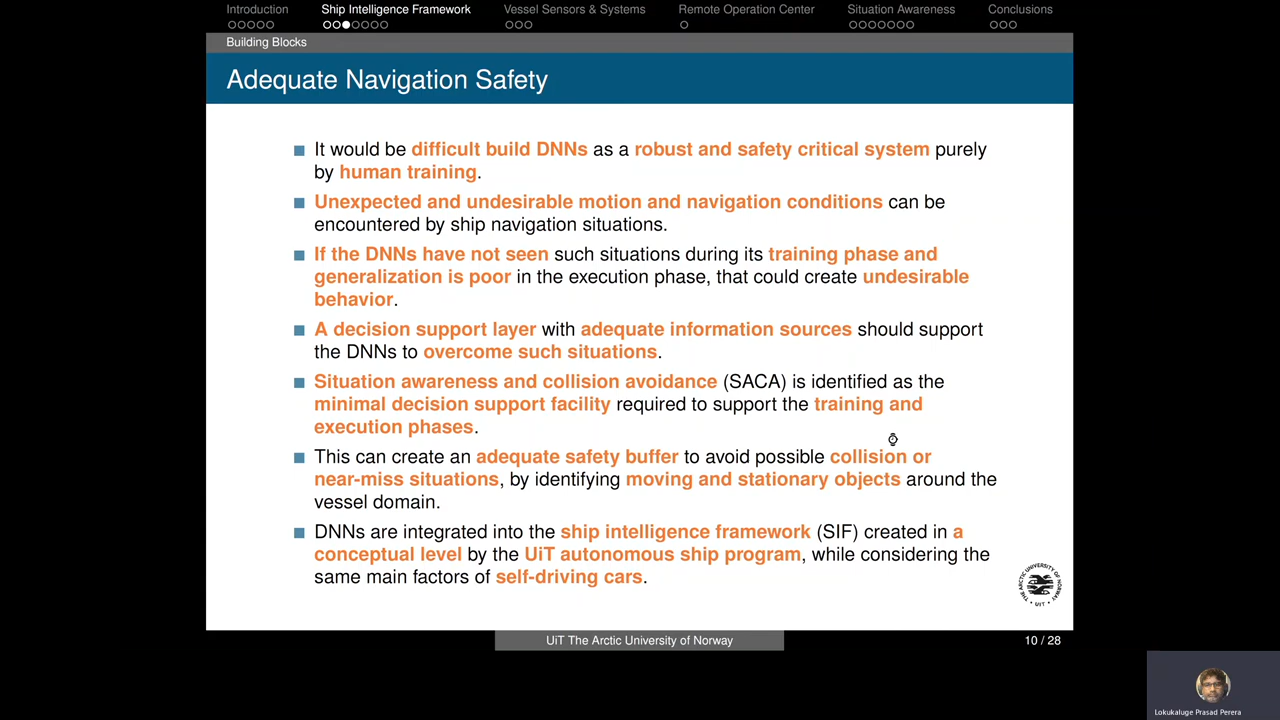 Introduction Ship Intelligence Framework Vessel Sensors & Systems Remote Operation Center Situation Awareness Conclusions
Building Blocks
Adequate Navigation Safety
It would be difficult build DNNs as a robust and safety critical system purely
by human training.
Unexpected and undesirable motion and navigation conditions can be
encountered by ship navigation situations.
If the DNNs have not seen such situations during its training phase and
generalization is poor in the execution phase, that could create undesirable
behavior.
A decision support layer with adequate information sources should support
the DNNs to overcome such situations.
Situation awareness and collision avoidance (SACA) is identified as the
minimal decision support facility required to support the training and
execution phases.
This can create an adequate safety buffer to avoid possible collision or
near-miss situations, by identifying moving and stationary objects around the
vessel domain.
DNNs are integrated into the ship intelligence framework (SIF) created in a
conceptual level by the UiT autonomous ship program, while considering the
same main factors of self-driving cars.
THE ARCTIC UNIVERSITY OF NORWAY
UiT
UiT The Arctic University of Norway 10 / 28
Lokukaluge Prasad Perera